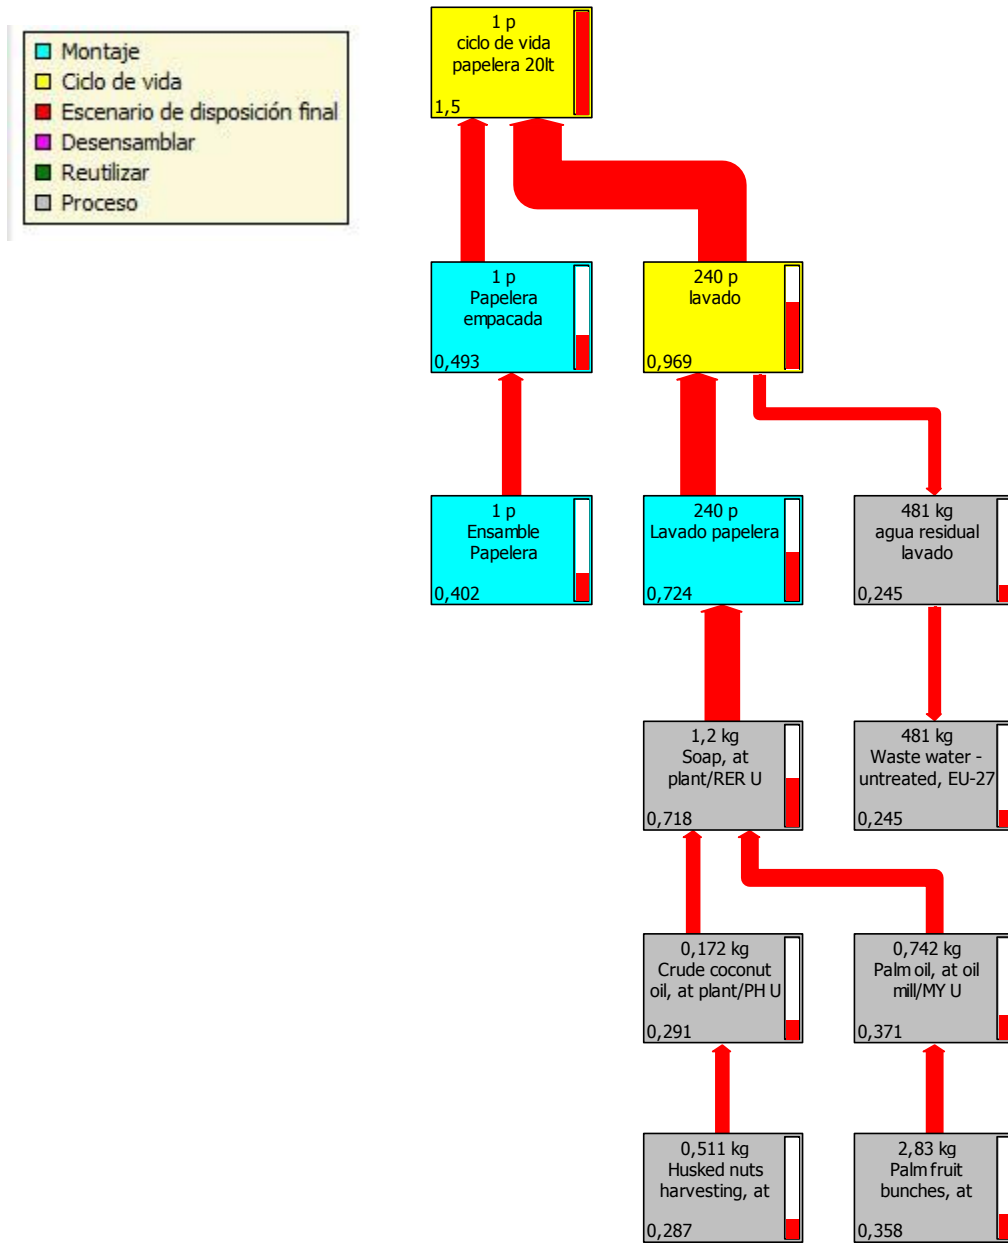 Montaje
Ciclo de vida
Escenario de disposición final
Desensamblar
Reutilizar
Proceso
1 p
ciclo de vida
papelera 20lt
1,5
1 p
Papelera
empacada
0,493
240 p
lavado
0,969
1 p
Ensamble
Papelera
0,402
240 p
Lavado papelera
0,724
481 kg
agua residual
lavado
0,245
1,2 kg
Soap, at
plant/RER U
0,718
481 kg
Waste water -
untreated, EU-27
0,245
0,172 kg
Crude coconut
oil, at plant/PH U
0,291
0,742 kg
Palm oil, at oil
mill/MY U
0,371
0,511 kg
Husked nuts
harvesting, at
0,287
2,83 kg
Palm fruit
bunches, at
0,358